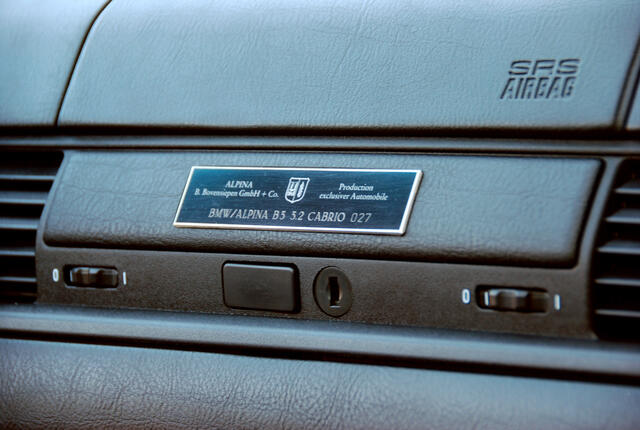 SRS
AIRBAG
ALPINA
B. Bovensiepen GmbH + Co.
Production
exclusiver Automobile
BMW/ALPINA B3 3.2 CABRIO 027
0 I
0 I